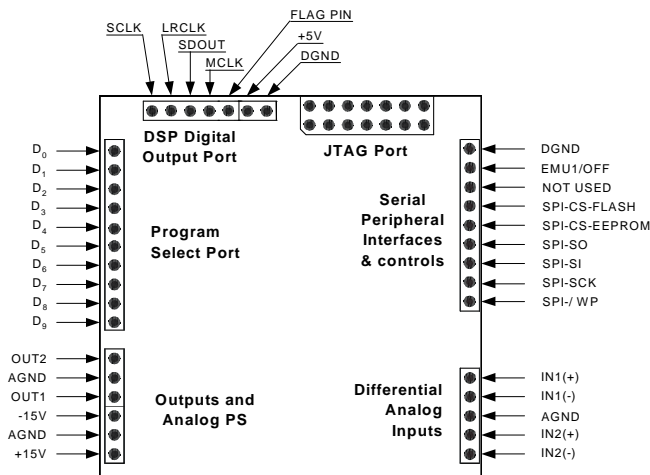 FLAG PIN
SCLK
LRCLK
+5V
SDOUT
DGND
MCLK
DSP Digital
Output Port
JTAG Port
D0
D1
D2
D3
D4
D5
D6
D7
D8
D9
Program
Select Port
Serial
Peripheral
Interfaces
& controls
DGND
EMU1/OFF
NOT USED
SPI-CS-FLASH
SPI-CS-EEPROM
SPI-SO
SPI-SI
SPI-SCK
SPI-/ WP
OUT2
AGND
OUT1
-15V
AGND
+15V
Outputs and
Analog PS
Differential
Analog
Inputs
IN1(+)
IN1(-)
AGND
IN2(+)
IN2(-)